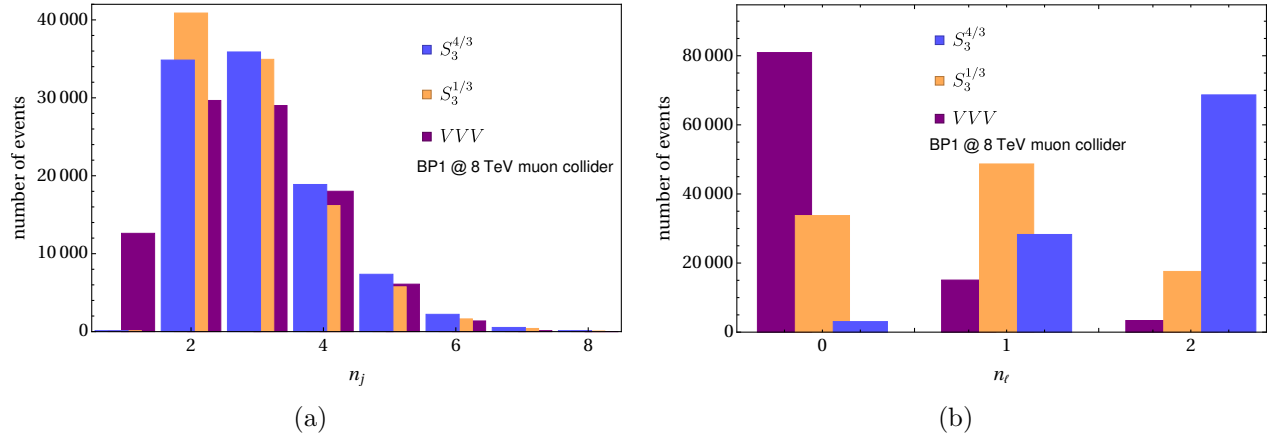 40 000
30 000
20 000
10 000
0
number of events
S_3^{4/3}
S_3^{1/3}
VVV
BP1 @ 8 TeV muon collider
2 4 6 8
n_j
(a)
80 000
60 000
40 000
20 000
0
number of events
S_3^{4/3}
S_3^{1/3}
VVV
BP1 @ 8 TeV muon collider
0 1 2
n_ℓ
(b)